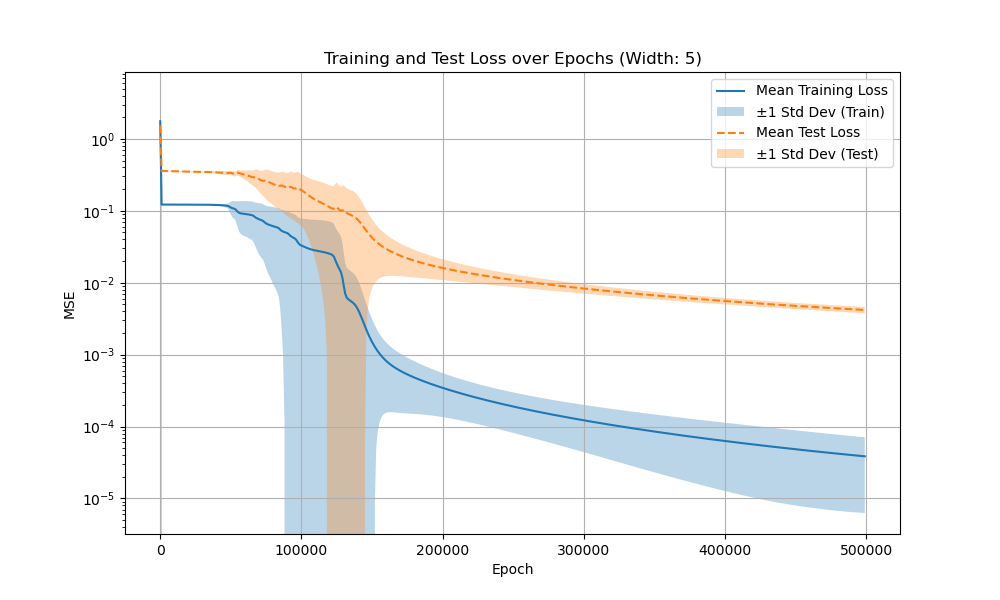 Training and Test Loss over Epochs (Width: 5)
Mean Training Loss
±1 Std Dev (Train)
Mean Test Loss
±1 Std Dev (Test)
MSE
10⁰
10⁻¹
10⁻²
10⁻³
10⁻⁴
10⁻⁵
0 100000 200000 300000 400000 500000
Epoch